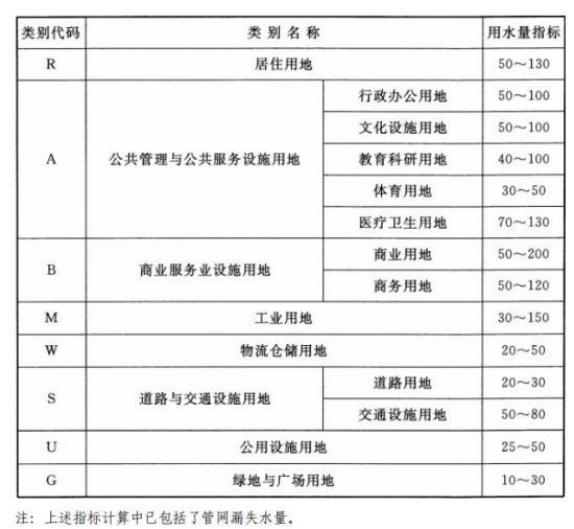 类别代码 类别名称 用水量指标
R 居住用地 50～130
A 公共管理与公共服务设施用地 行政办公用地 50～100
文化设施用地 50～100
教育科研用地 40～100
体育用地 30～50
医疗卫生用地 70～130
B 商业服务业设施用地 商业用地 50～200
商务用地 50～120
M 工业用地 30～150
W 物流仓储用地 20～50
S 道路与交通设施用地 道路用地 20～30
交通设施用地 50～80
U 公用设施用地 25～50
G 绿地与广场用地 10～30
注：上述指标计算中已包括了管网漏失水量。